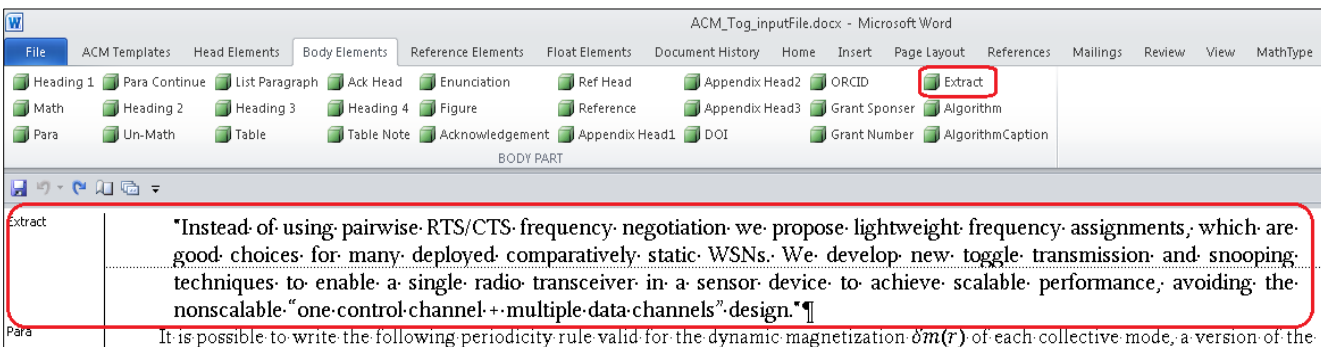 W ACM_Tog_inputFile.docx - Microsoft Word
File ACM Templates Head Elements Body Elements Reference Elements Float Elements Document History Home Insert Page Layout References Mailings Review View MathType
Heading 1 Para Continue List Paragraph Ack Head Enunciation Ref Head Appendix Head2 ORCID Extract
Math Heading 2 Heading 3 Heading 4 Figure Reference Appendix Head3 Grant Sponser Algorithm
Para Un-Math Table Table Note Acknowledgement Appendix Head1 DOI Grant Number AlgorithmCaption
BODY PART
Extract "Instead·of·using·pairwise·RTS/CTS·frequency·negotiation·we·propose·lightweight·frequency·assignments,·which·are·
good·choices·for·many·deployed·comparatively·static·WSNs.·We·develop·new·toggle·transmission·and·snooping·
techniques·to·enable·a·single·radio·transceiver·in·a·sensor·device·to·achieve·scalable·performance,·avoiding·the·
nonscalable·“one·control·channel·+·multiple·data·channels”·design."¶
Para It·is·possible·to·write·the·following·periodicity·rule·valid·for·the·dynamic·magnetization·δm(r)·of·each·collective·mode,·a·version·of·the·